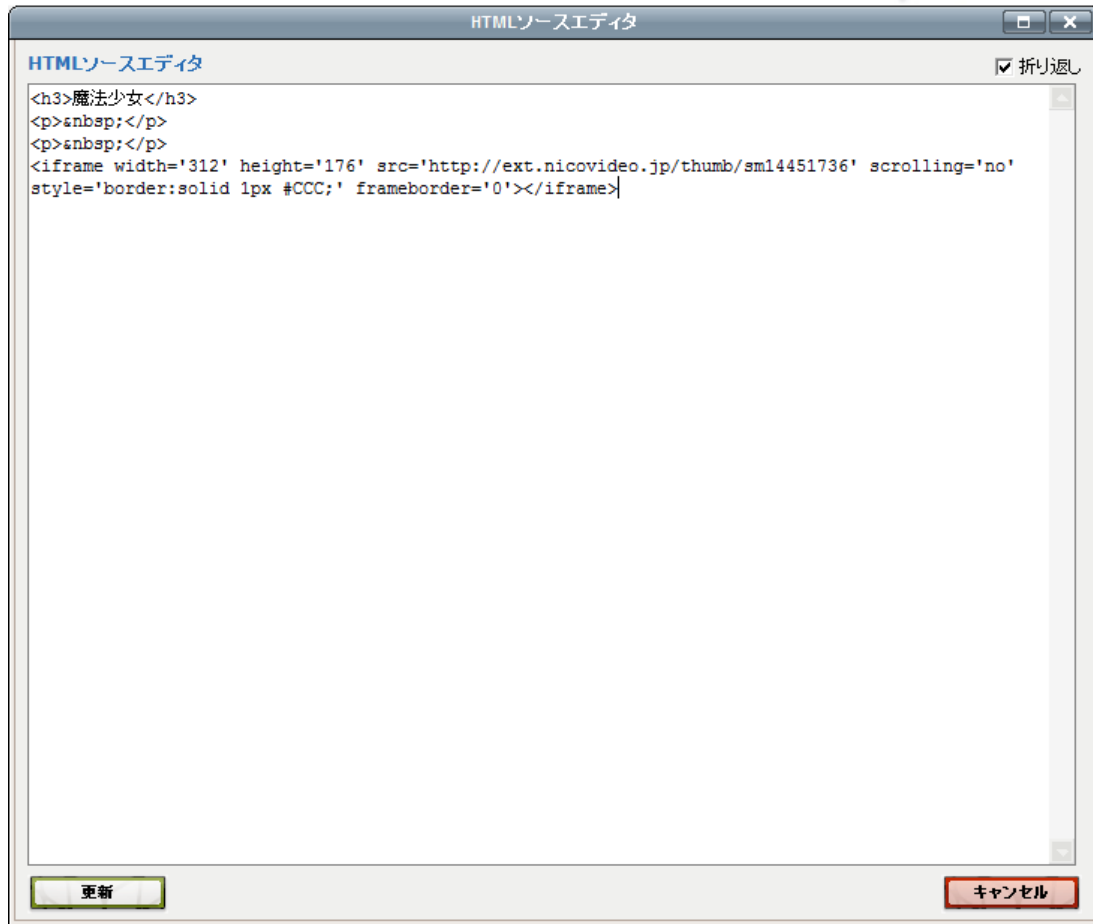 HTMLソースエディタ
HTMLソースエディタ
折り返し
<h3>魔法少女</h3>
<p>&nbsp;</p>
<p>&nbsp;</p>
<iframe width='312' height='176' src='http://ext.nicovideo.jp/thumb/sm14451736' scrolling='no'
style='border:solid 1px #CCC;' frameborder='0'></iframe>
更新
キャンセル